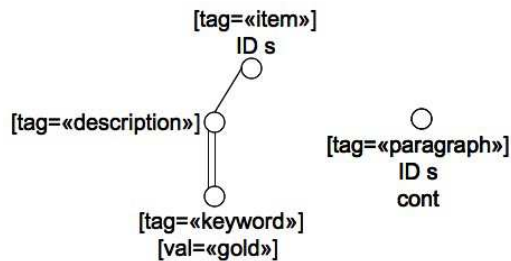 [tag=«item»]
ID s
[tag=«description»]
[tag=«keyword»]
[val=«gold»]
[tag=«paragraph»]
ID s
cont